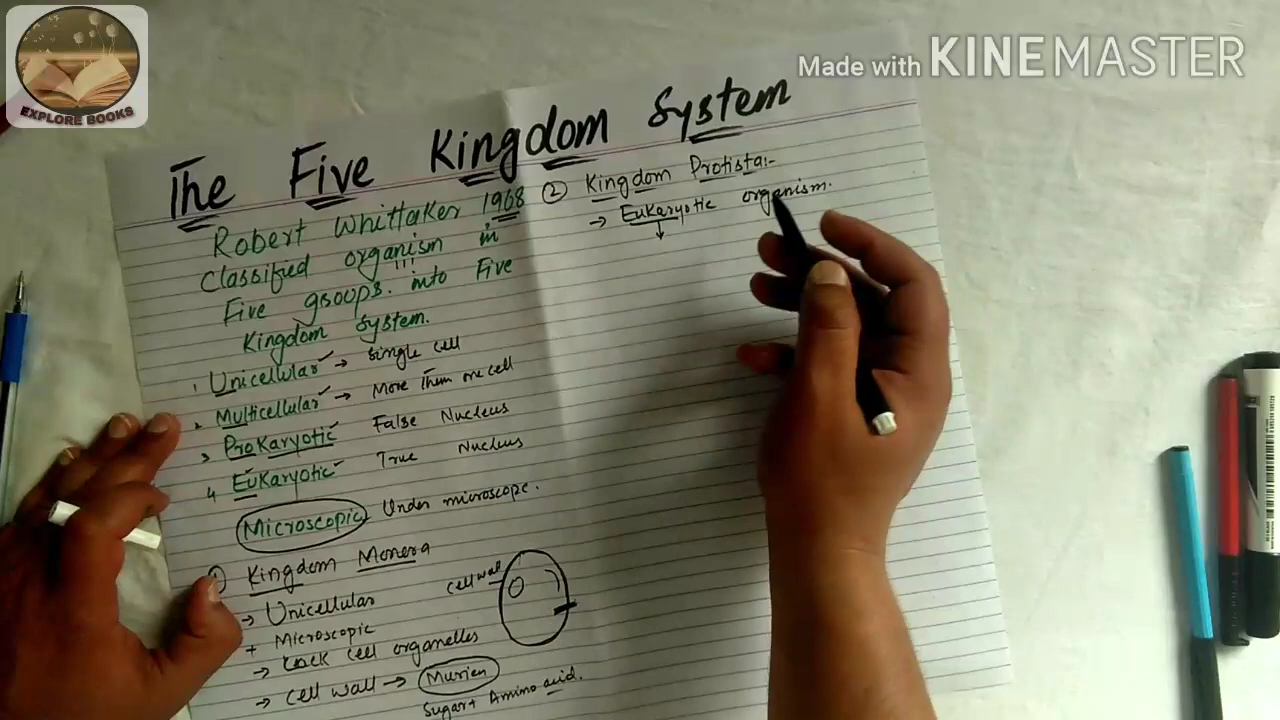 EXPLORE BOOKS
Made with KINEMASTER
The Five Kingdom System
Robert Whittaker 1968
Classified organism in
Five groops. into Five
Kingdom System.
1 Unicellular → Single cell
2 Multicellular → More Them one cell
3 Prokaryotic False Nucleus
4 Eukaryotic True Nucleus
Microscopic Under microscope.
① Kingdom Monera
→ Unicellular
cell wall
→ Microscopic
→ Lack cell organelles
→ cell wall → Murien
Sugar + Amino acid.
② Kingdom Protista:-
→ Eukaryotic organism.